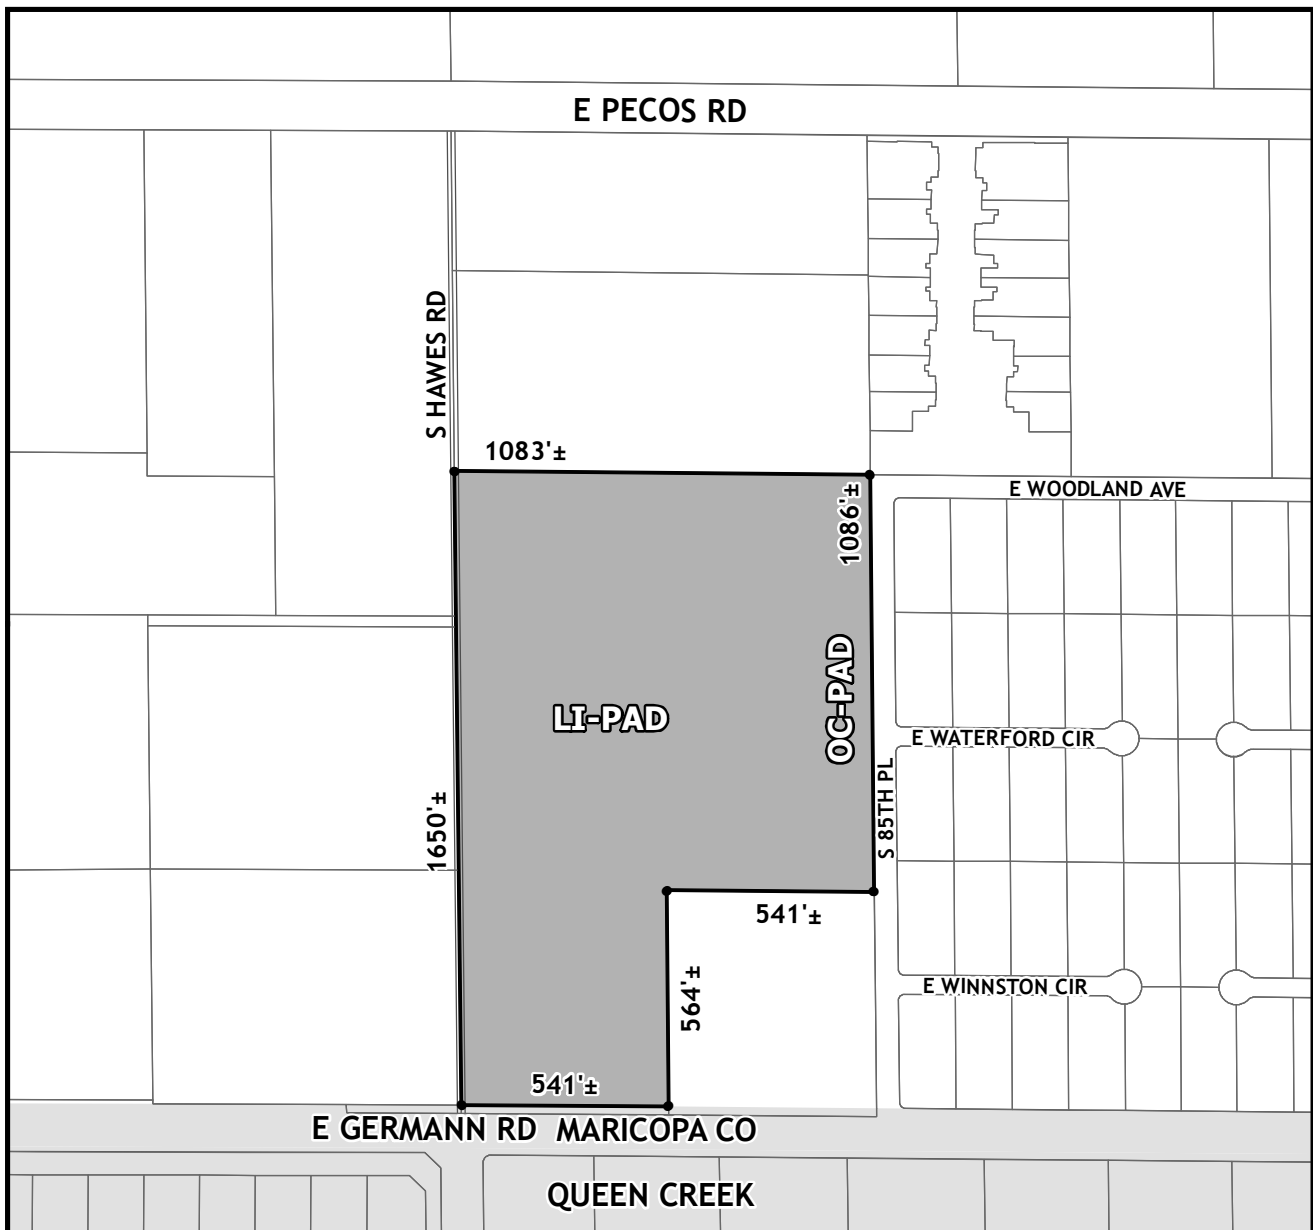 E PECOS RD
S HAWES RD
1083'±
1086'±
E WOODLAND AVE
LI-PAD
OC-PAD
E WATERFORD CIR
S 85TH PL
1650'±
541'±
564'±
E WINNSTON CIR
541'±
E GERMANN RD MARICOPA CO
QUEEN CREEK